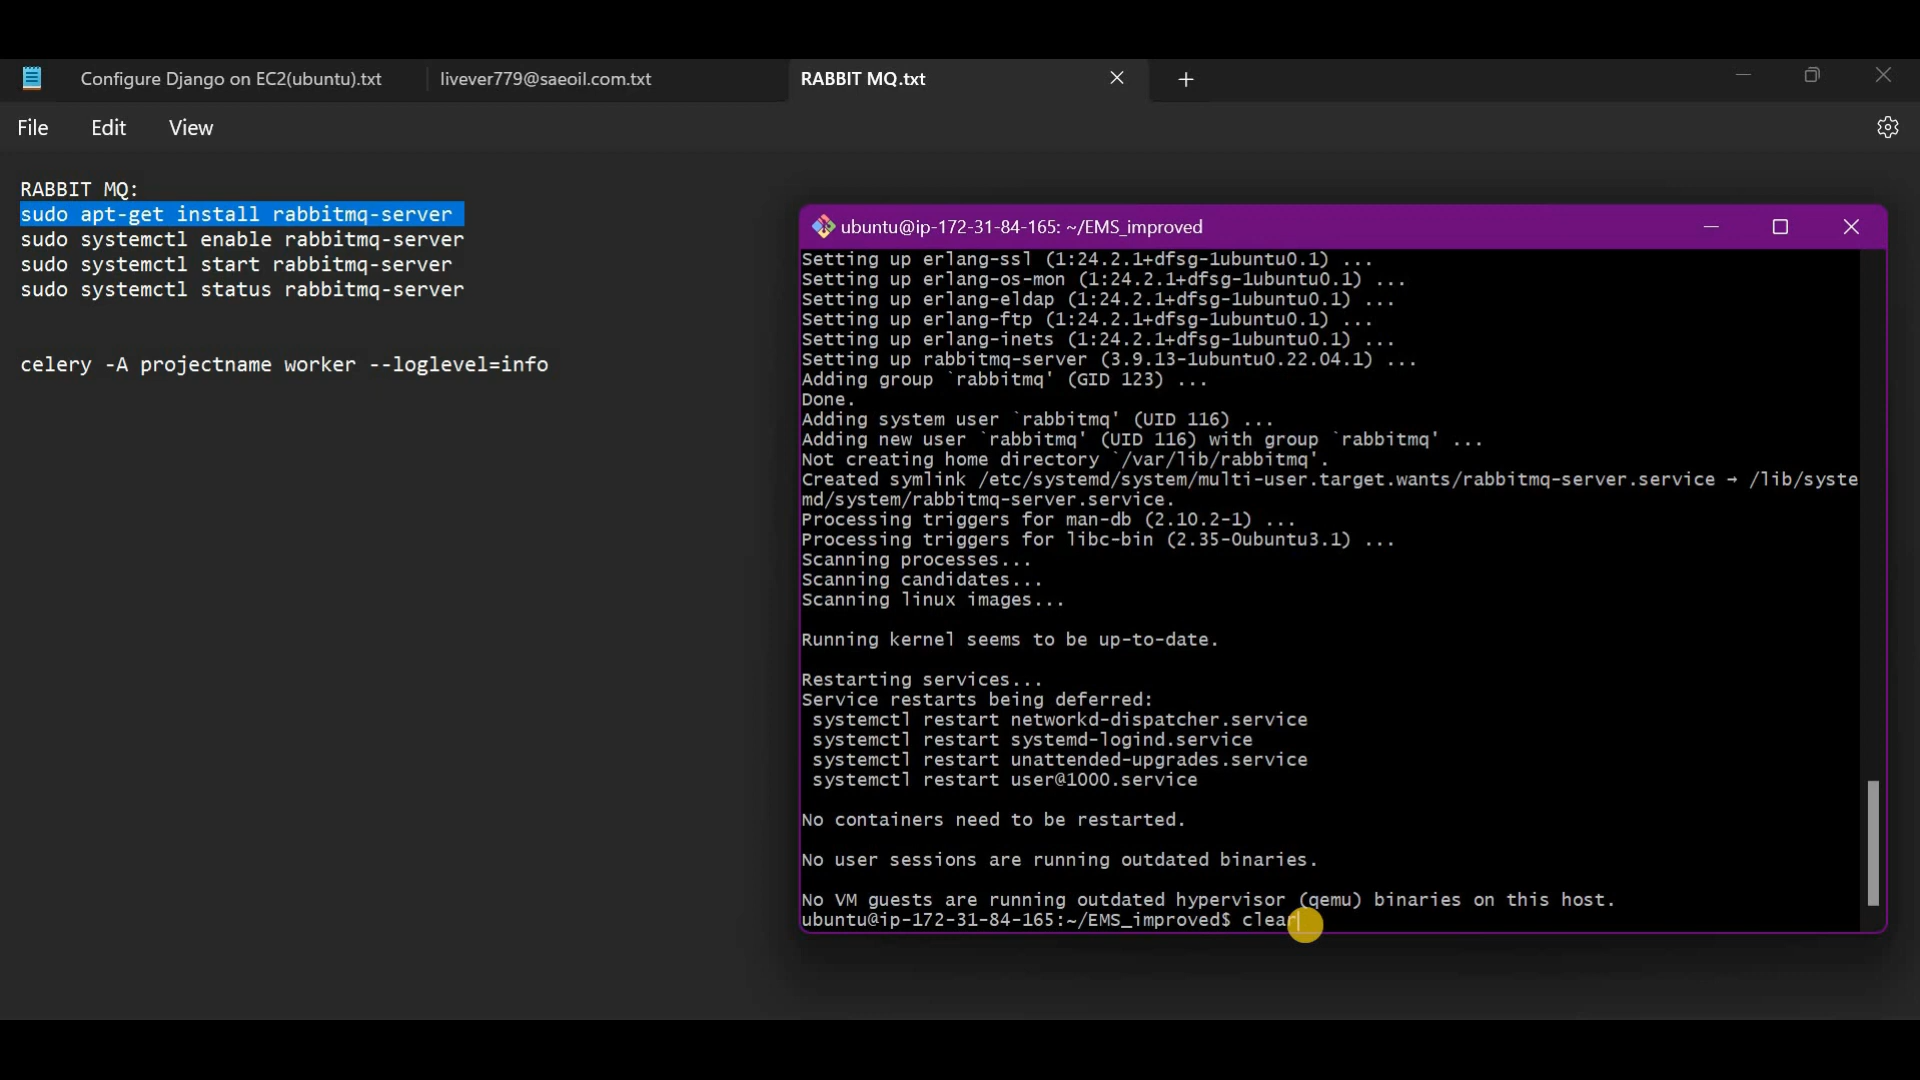 Configure Django on EC2(ubuntu).txt
livever779@saeoil.com.txt
RABBIT MQ.txt
File
Edit
View
RABBIT MQ:
sudo apt-get install rabbitmq-server
sudo systemctl enable rabbitmq-server
sudo systemctl start rabbitmq-server
sudo systemctl status rabbitmq-server
celery -A projectname worker --loglevel=info
ubuntu@ip-172-31-84-165: ~/EMS_improved
Setting up erlang-ssl (1:24.2.1+dfsg-1ubuntu0.1) ...
Setting up erlang-os-mon (1:24.2.1+dfsg-1ubuntu0.1) ...
Setting up erlang-eldap (1:24.2.1+dfsg-1ubuntu0.1) ...
Setting up erlang-ftp (1:24.2.1+dfsg-1ubuntu0.1) ...
Setting up erlang-inets (1:24.2.1+dfsg-1ubuntu0.1) ...
Setting up rabbitmq-server (3.9.13-1ubuntu0.22.04.1) ...
Adding group `rabbitmq' (GID 123) ...
Done.
Adding system user `rabbitmq' (UID 116) ...
Adding new user `rabbitmq' (UID 116) with group `rabbitmq' ...
Not creating home directory `/var/lib/rabbitmq'.
Created symlink /etc/systemd/system/multi-user.target.wants/rabbitmq-server.service → /lib/syste
md/system/rabbitmq-server.service.
Processing triggers for man-db (2.10.2-1) ...
Processing triggers for libc-bin (2.35-0ubuntu3.1) ...
Scanning processes...
Scanning candidates...
Scanning linux images...
Running kernel seems to be up-to-date.
Restarting services...
Service restarts being deferred:
systemctl restart networkd-dispatcher.service
systemctl restart systemd-logind.service
systemctl restart unattended-upgrades.service
systemctl restart user@1000.service
No containers need to be restarted.
No user sessions are running outdated binaries.
No VM guests are running outdated hypervisor (qemu) binaries on this host.
ubuntu@ip-172-31-84-165:~/EMS_improved$ clear